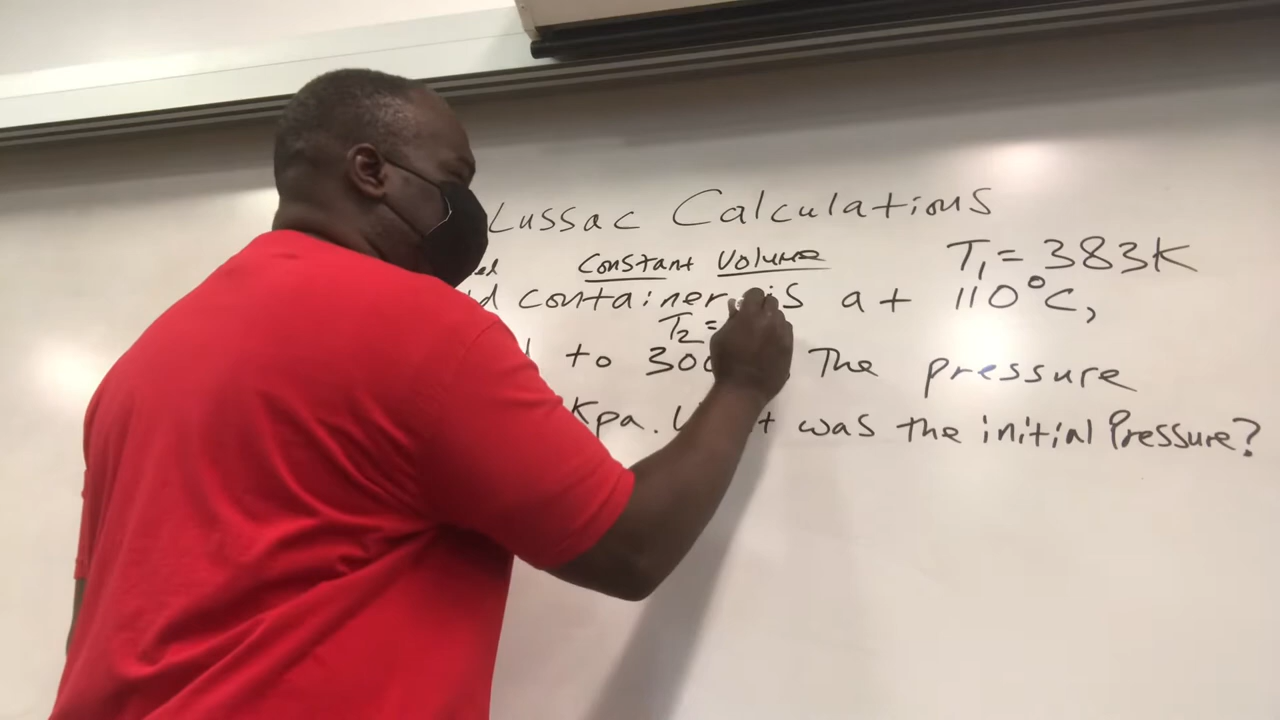 Lussac Calculations
Constant Volume T₁ = 383K
container is at 110°C,
T₂ =
to 300 The pressure
Kpa. was the initial Pressure?